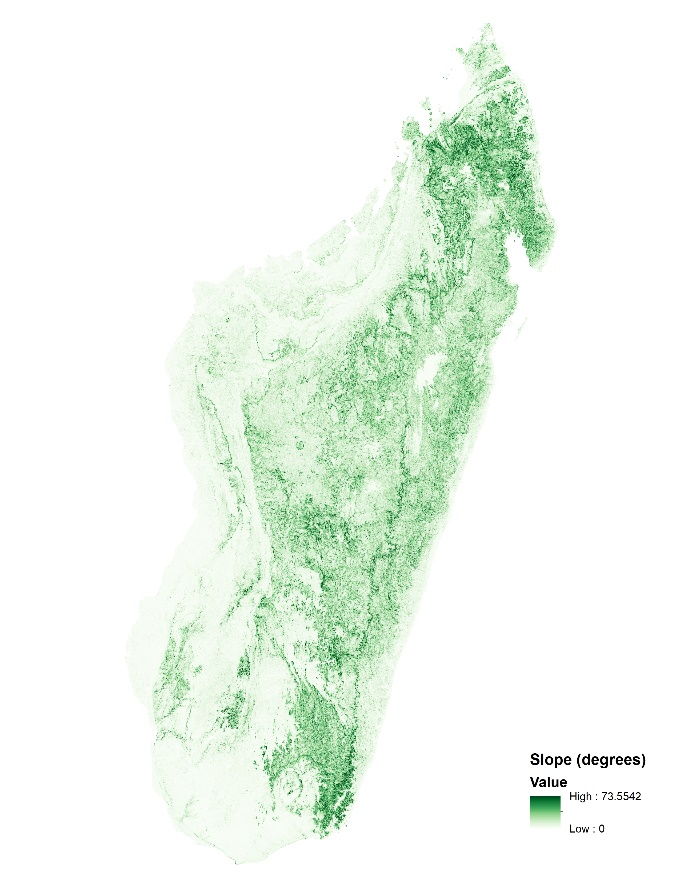 Slope (degrees)
Value
High : 73.5542
Low : 0